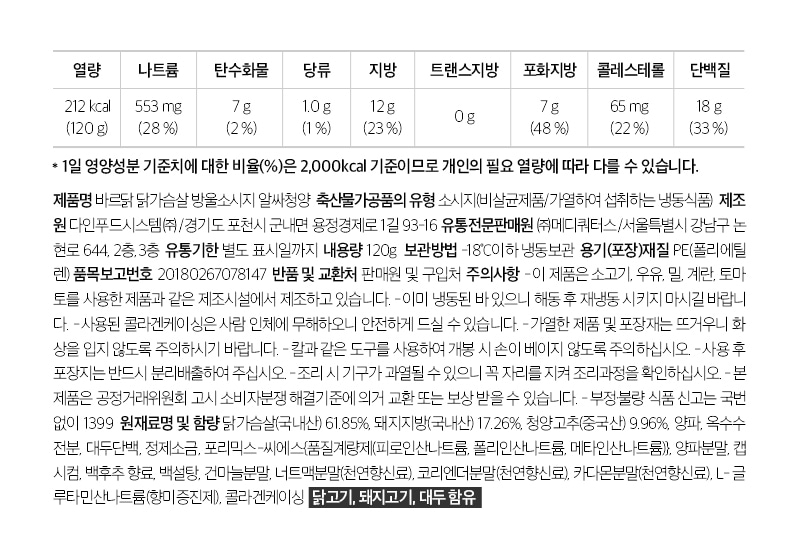 열량 나트륨 탄수화물 당류 지방 트랜스지방 포화지방 콜레스테롤 단백질
212 kcal (120 g) 553 mg (28 %) 7 g (2 %) 1.0 g (1 %) 12 g (23 %) 0 g 7 g (48 %) 65 mg (22 %) 18 g (33 %)
* 1일 영양성분 기준치에 대한 비율(%)은 2,000kcal 기준이므로 개인의 필요 열량에 따라 다를 수 있습니다.
제품명 바르닭 닭가슴살 방울소시지 알싸청양 축산물가공품의 유형 소시지(비살균제품/가열하여 섭취하는 냉동식품) 제조
원 다인푸드시스템㈜/경기도 포천시 군내면 용정경제로1길 93-16 유통전문판매원 ㈜메디쿼터스/서울특별시 강남구 논
현로 644, 2층, 3층 유통기한 별도 표시일까지 내용량 120g 보관방법 -18℃이하 냉동보관 용기(포장)재질 PE(폴리에틸
렌) 품목보고번호 20180267078147 반품 및 교환처 판매원 및 구입처 주의사항 -이 제품은 소고기, 우유, 밀, 계란, 토마
토를 사용한 제품과 같은 제조시설에서 제조하고 있습니다. -이미 냉동된 바 있으니 해동 후 재냉동 시키지 마시길 바랍니
다. -사용된 콜라겐케이싱은 사람 인체에 무해하오니 안전하게 드실 수 있습니다. -가열한 제품 및 포장재는 뜨거우니 화
상을 입지 않도록 주의하시기 바랍니다. -칼과 같은 도구를 사용하여 개봉 시 손이 베이지 않도록 주의하십시오. -사용 후
포장지는 반드시 분리배출하여 주십시오. -조리 시 기구가 과열될 수 있으니 꼭 자리를 지켜 조리과정을 확인하십시오. -본
제품은 공정거래위원회 고시 소비자분쟁 해결기준에 의거 교환 또는 보상 받을 수 있습니다. -부정·불량 식품 신고는 국번
없이 1399 원재료명 및 함량 닭가슴살(국내산) 61.85%, 돼지지방(국내산) 17.26%, 청양고추(중국산) 9.96%, 양파, 옥수수
전분, 대두단백, 정제소금, 포리믹스-씨에스{품질계량제(피로인산나트륨, 폴리인산나트륨, 메타인산나트륨)}, 양파분말, 캡
시컴, 백후추 향료, 백설탕, 건마늘분말, 너트맥분말(천연향신료), 코리엔더분말(천연향신료), 카다몬분말(천연향신료), L-글
루타민산나트륨(향미증진제), 콜라겐케이싱 닭고기, 돼지고기, 대두 함유